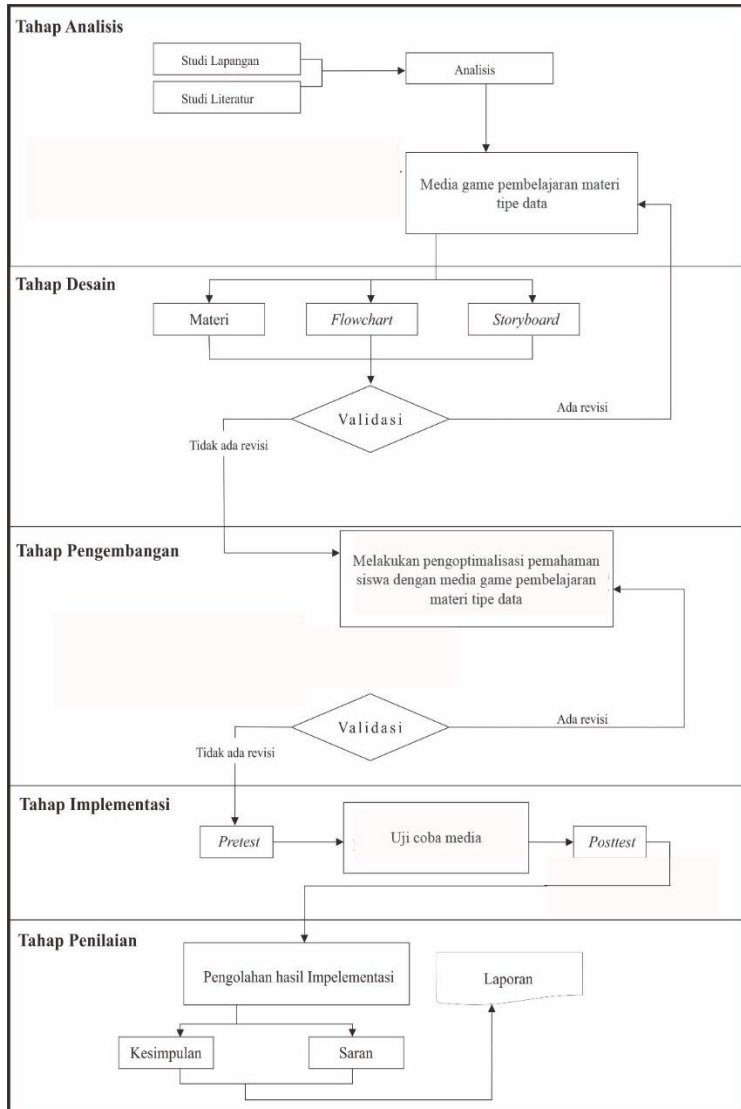 Tahap Analisis
Studi Lapangan
Analisis
Studi Literatur
Media game pembelajaran materi
tipe data
Tahap Desain
Materi
Flowchart
Storyboard
Validasi
Ada revisi
Tidak ada revisi
Tahap Pengembangan
Melakukan pengoptimalisasi pemahaman
siswa dengan media game pembelajaran
materi tipe data
Validasi
Ada revisi
Tidak ada revisi
Tahap Implementasi
Pretest
Uji coba media
Posttest
Tahap Penilaian
Pengolahan hasil Impelementasi
Laporan
Kesimpulan
Saran